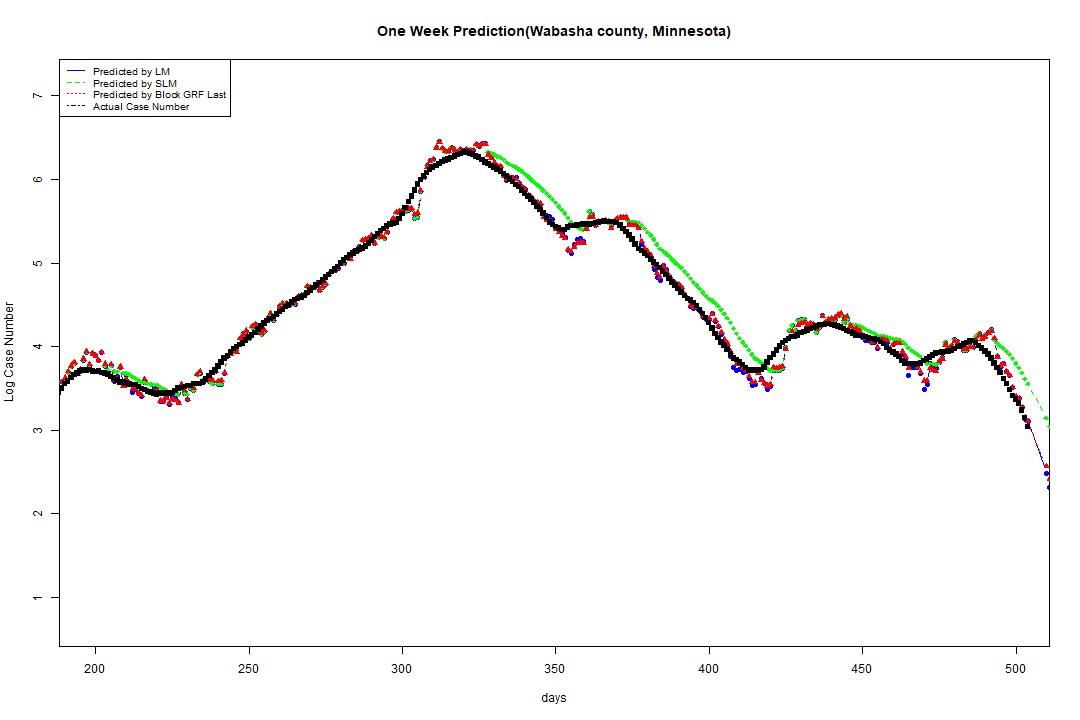 One Week Prediction(Wabasha county, Minnesota)
Predicted by LM
Predicted by SLM
Predicted by Block GRF Last
Actual Case Number
7
6
5
4
3
2
1
Log Case Number
200 250 300 350 400 450 500
days